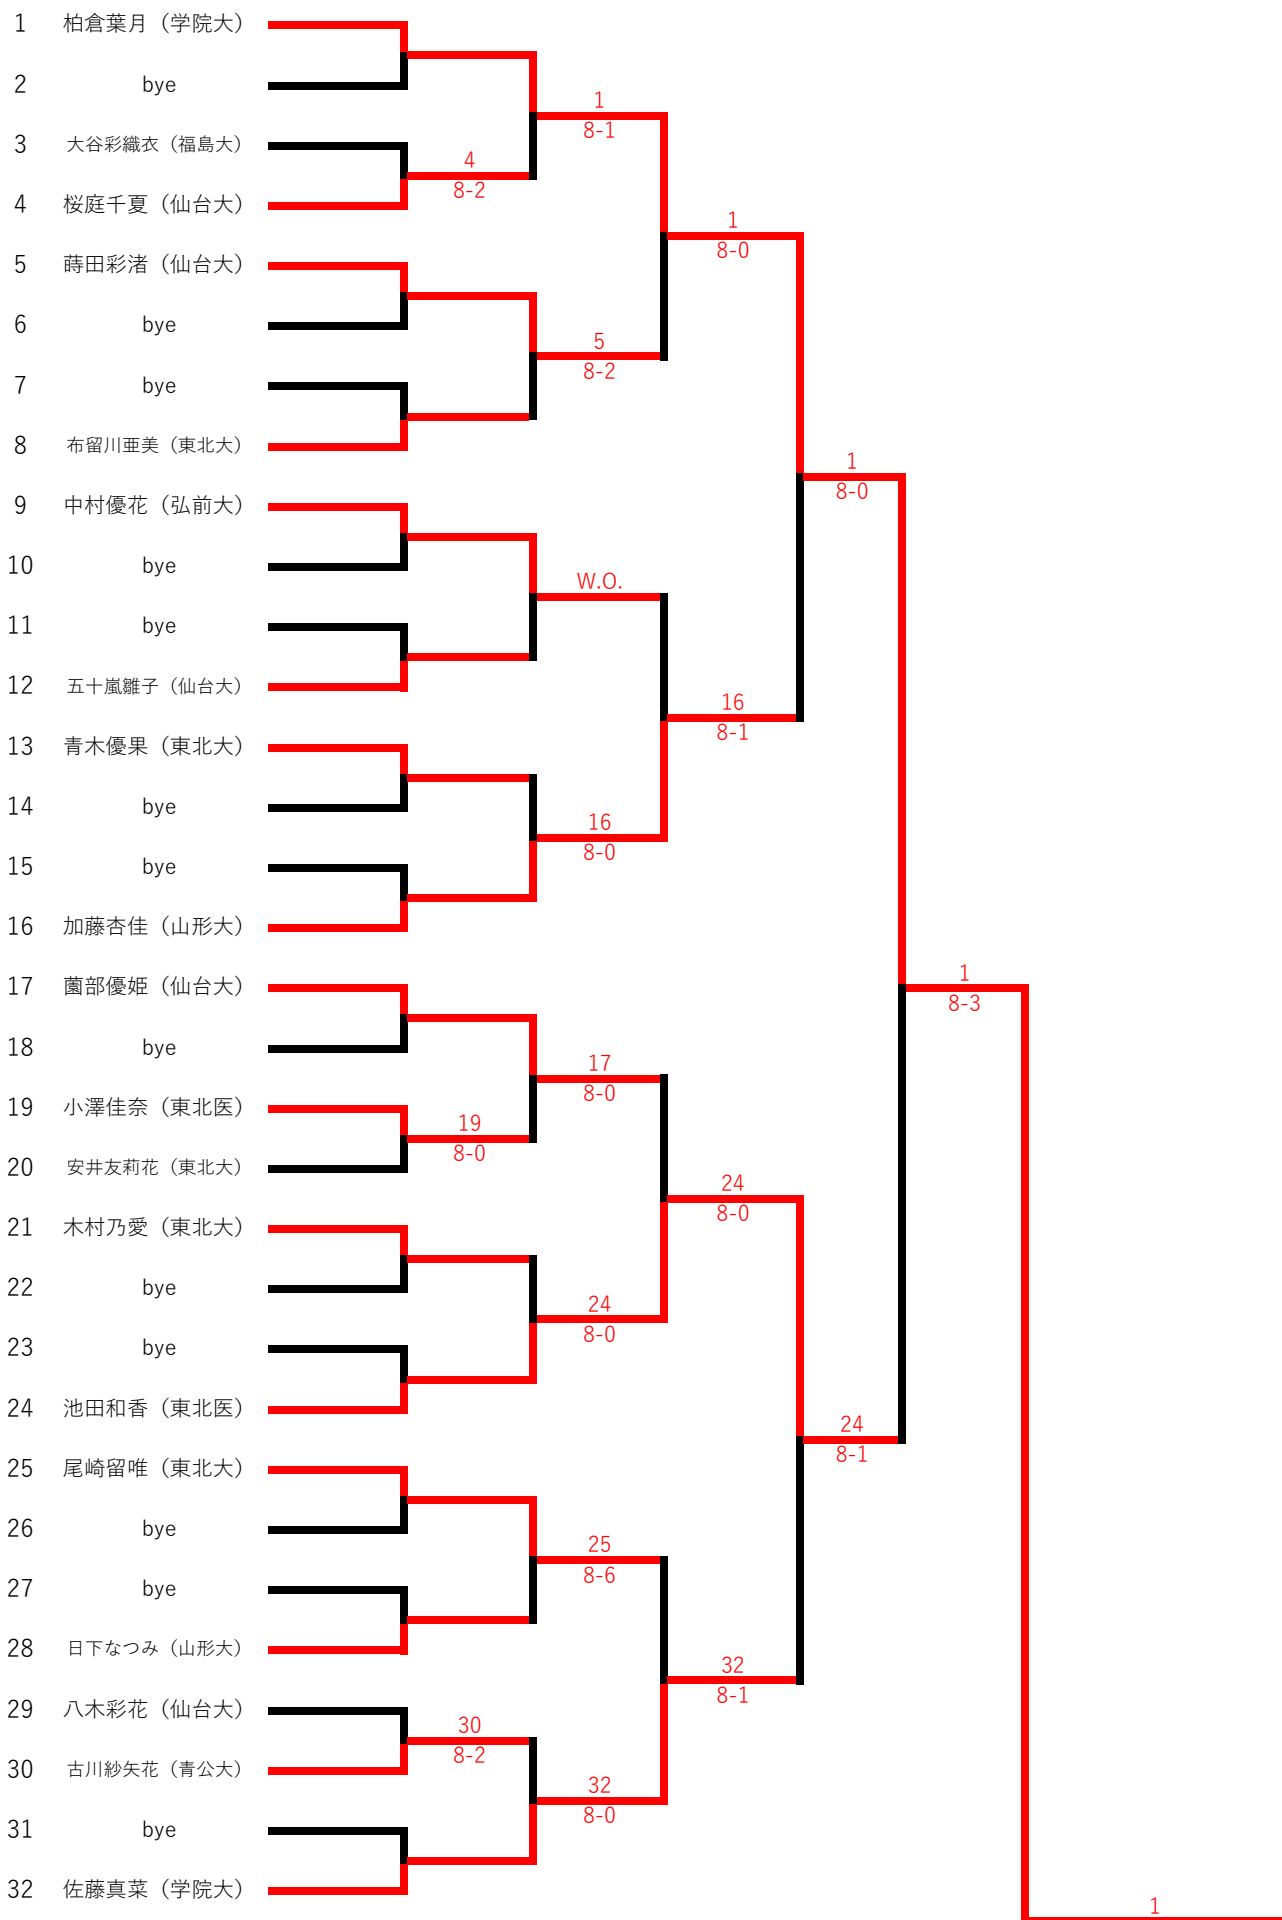 1 柏倉葉月（学院大）
2 bye
1
8-1
3 大谷彩織衣（福島大）
4
8-2
4 桜庭千夏（仙台大）
1
8-0
5 蒔田彩渚（仙台大）
6 bye
5
8-2
7 bye
8 布留川亜美（東北大）
1
8-0
9 中村優花（弘前大）
10 bye
W.O.
11 bye
12 五十嵐雛子（仙台大）
16
8-1
13 青木優果（東北大）
14 bye
16
8-0
15 bye
16 加藤杏佳（山形大）
17 薗部優姫（仙台大）
1
8-3
18 bye
17
8-0
19 小澤佳奈（東北医）
19
8-0
20 安井友莉花（東北大）
24
8-0
21 木村乃愛（東北大）
22 bye
24
8-0
23 bye
24 池田和香（東北医）
24
8-1
25 尾崎留唯（東北大）
26 bye
25
8-6
27 bye
28 日下なつみ（山形大）
32
8-1
29 八木彩花（仙台大）
30
8-2
30 古川紗矢花（青公大）
32
8-0
31 bye
32 佐藤真菜（学院大）
1